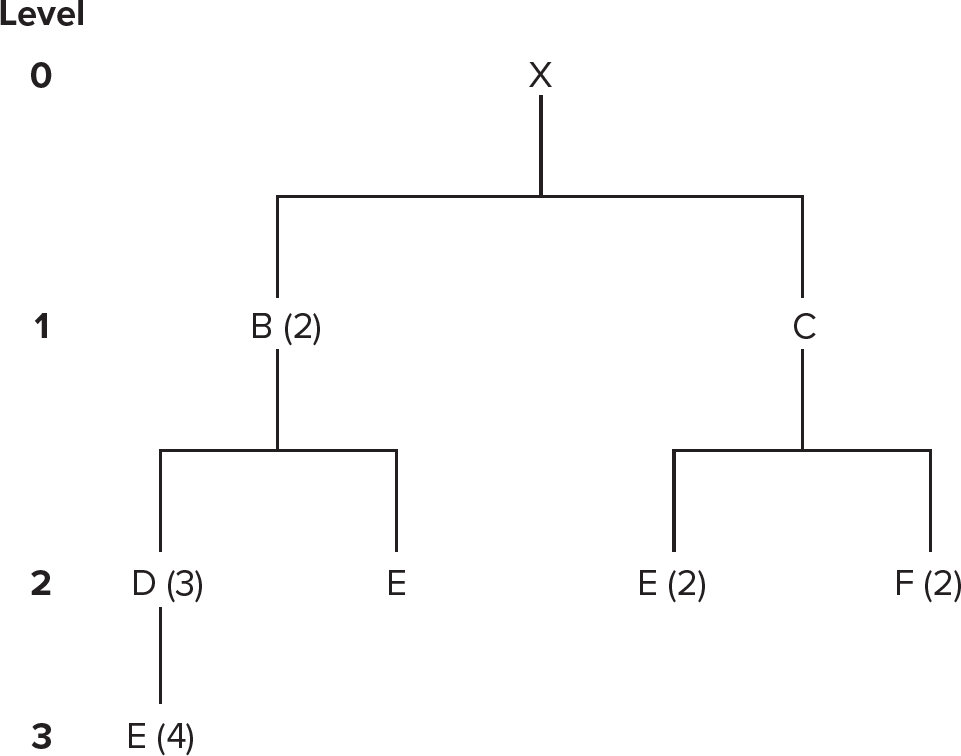 Level
0 X
1 B (2) C
2 D (3) E E (2) F (2)
3 E (4)